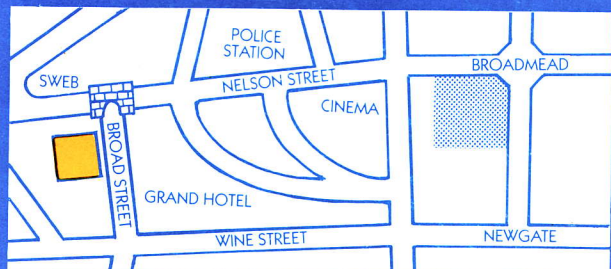 POLICE
STATION
BROADMEAD
SWEB
NELSON STREET
CINEMA
BROAD STREET
GRAND HOTEL
WINE STREET
NEWGATE